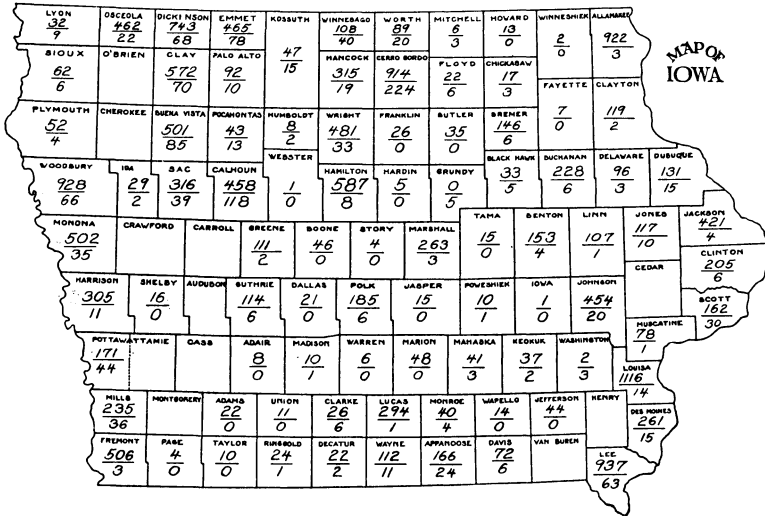 MAP OF
IOWA
LYON 32/9
OSCEOLA 462/22
DICKINSON 743/68
EMMET 465/78
KOSSUTH 47/15
WINNEBAGO 108/40
WORTH 89/20
MITCHELL 6/3
HOWARD 13/0
WINNESHIEK 2/0
ALLAMAKEE 922/3
SIOUX 62/6
O'BRIEN
CLAY 572/70
PALO ALTO 92/10
HANCOCK 315/19
CERRO GORDO 914/224
FLOYD 22/6
CHICKASAW 17/3
FAYETTE 7/0
CLAYTON 119/2
PLYMOUTH 52/4
CHEROKEE
BUENA VISTA 501/85
POCAHONTAS 43/13
HUMBOLDT 8/2
WRIGHT 481/33
FRANKLIN 26/0
BUTLER 35/0
BREMER 146/6
WOODBURY 928/66
IDA 29/2
SAC 316/39
CALHOUN 458/118
WEBSTER 1/0
HAMILTON 587/8
HARDIN 5/0
GRUNDY 0/5
BLACK HAWK 33/5
BUCHANAN 228/6
DELAWARE 96/3
DUBUQUE 131/15
MONONA 502/35
CRAWFORD
CARROLL
GREENE 111/2
BOONE 46/0
STORY 4/0
MARSHALL 263/3
TAMA 15/0
BENTON 153/4
LINN 107/1
JONES 117/10
JACKSON 421/4
CLINTON 205/6
CEDAR
HARRISON 305/11
SHELBY 16/0
AUDUBON
GUTHRIE 114/6
DALLAS 21/0
POLK 185/6
JASPER 15/0
POWESHIEK 10/1
IOWA 1/0
JOHNSON 454/20
SCOTT 162/30
MUSCATINE 78/1
POTTAWATTAMIE 171/44
CASS
ADAIR 8/0
MADISON 10/1
WARREN 6/0
MARION 48/0
MAHASKA 41/3
KEOKUK 37/2
WASHINGTON 2/3
LOUISA 1116/14
MILLS 235/36
MONTGOMERY
ADAMS 22/0
UNION 11/0
CLARKE 26/6
LUCAS 294/1
MONROE 40/4
WAPELLO 14/0
JEFFERSON 44/0
HENRY
DES MOINES 261/15
FREMONT 506/3
PAGE 4/0
TAYLOR 10/0
RINGGOLD 24/1
DECATUR 22/2
WAYNE 112/11
APPANOOSE 166/24
DAVIS 72/6
VAN BUREN
LEE 937/63